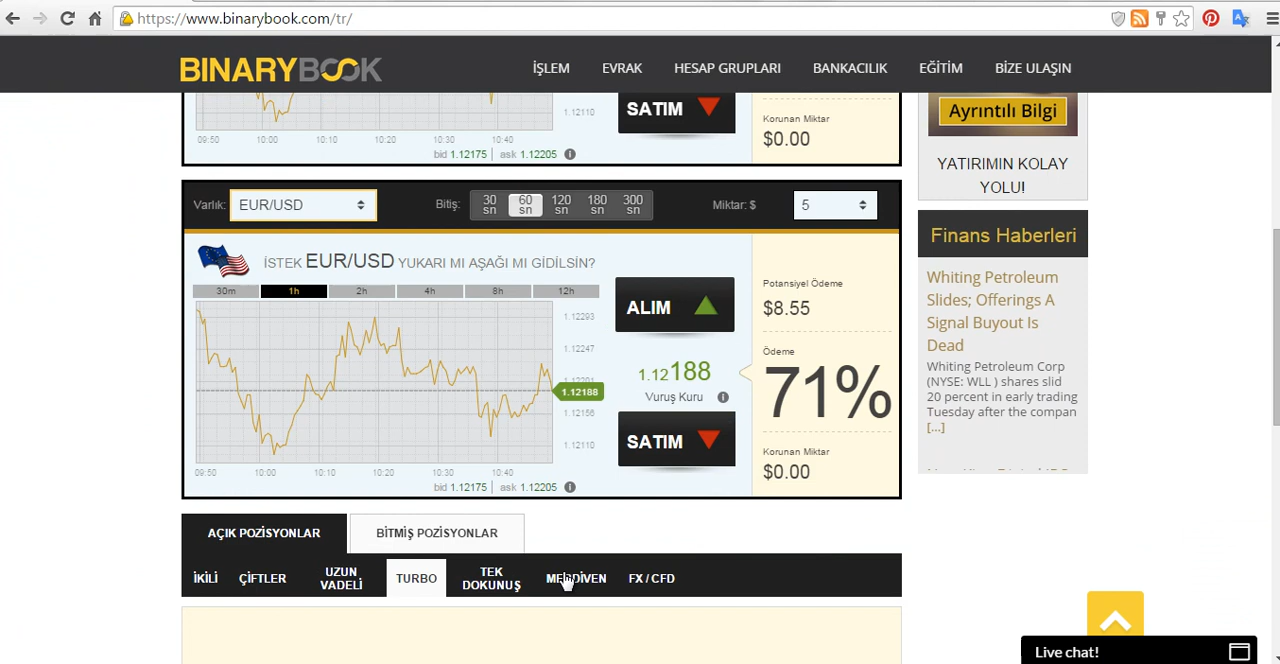 https://www.binarybook.com/tr/
BINARYBOOK
İŞLEM
EVRAK
HESAP GRUPLARI
BANKACILIK
EĞİTİM
BİZE ULAŞIN
1.12110
SATIM
09:50 10:00 10:10 10:20 10:30 10:40
bid 1.12175 | ask 1.12205
Korunan Miktar
$0.00
Ayrıntılı Bilgi
YATIRIMIN KOLAY
YOLU!
Varlık: EUR/USD
Bitiş:
30 sn
60 sn
120 sn
180 sn
300 sn
Miktar: $ 5
İSTEK EUR/USD YUKARI MI AŞAĞI MI GİDİLSİN?
30m 1h 2h 4h 8h 12h
1.12293
1.12247
1.12201
1.12188
1.12156
1.12110
09:50 10:00 10:10 10:20 10:30 10:40
bid 1.12175 | ask 1.12205
ALIM
1.12188
Vuruş Kuru
SATIM
Potansiyel Ödeme
$8.55
Ödeme
71%
Korunan Miktar
$0.00
Finans Haberleri
Whiting Petroleum
Slides; Offerings A
Signal Buyout Is
Dead
Whiting Petroleum Corp
(NYSE: WLL ) shares slid
20 percent in early trading
Tuesday after the compan
[...]
AÇIK POZİSYONLAR
BİTMİŞ POZİSYONLAR
İKİLİ
ÇİFTLER
UZUN
VADELİ
TURBO
TEK
DOKUNUŞ
MERDİVEN
FX / CFD
Live chat!